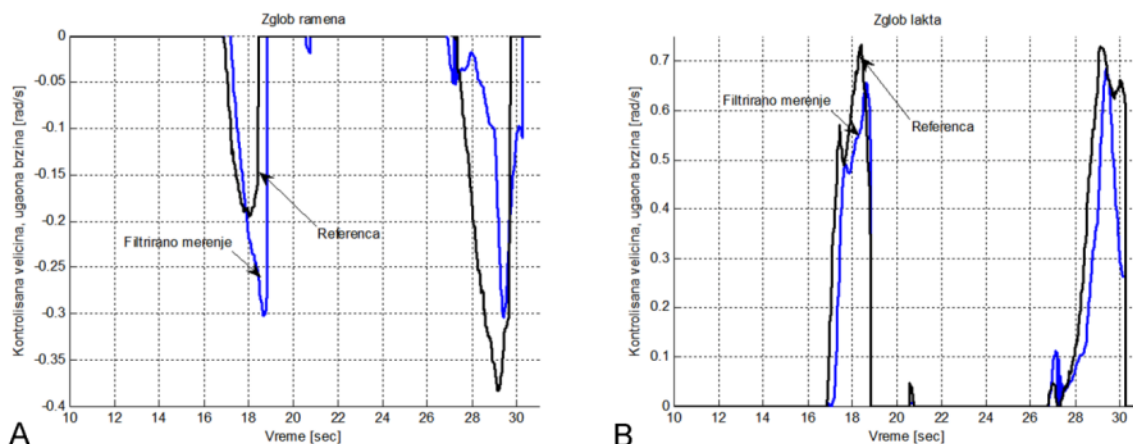 Zglob ramena
0
-0.05
-0.1
-0.15
-0.2
-0.25
-0.3
-0.35
-0.4
Kontrolisana velicina, ugaona brzina [rad/s]
Filtrirano merenje
Referenca
10 12 14 16 18 20 22 24 26 28 30
Vreme [sec]
A
Zglob lakta
0.7
0.6
0.5
0.4
0.3
0.2
0.1
0
Kontrolisana velicina, ugaona brzina [rad/s]
Filtrirano merenje
Referenca
10 12 14 16 18 20 22 24 26 28 30
Vreme [sec]
B